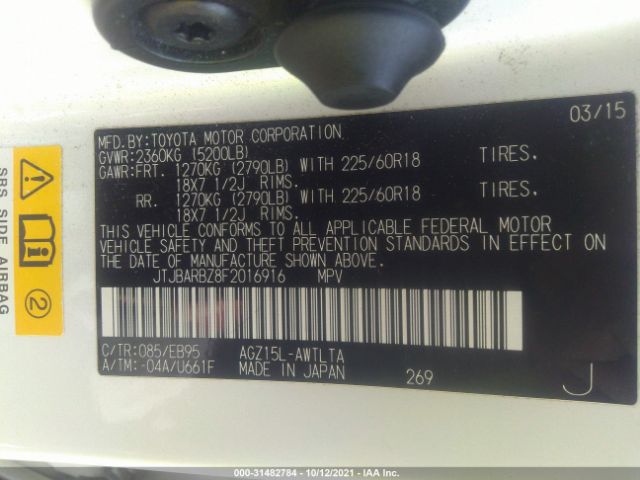 03/15
MFD.BY:TOYOTA MOTOR CORPORATION
GVWR:2360KG (5200LB)
GAWR:FRT. 1270KG (2790LB) WITH 225/60R18 TIRES.
18X7 1/2J RIMS.
RR. 1270KG (2790LB) WITH 225/60R18 TIRES.
18X7 1/2J RIMS.
THIS VEHICLE CONFORMS TO ALL APPLICABLE FEDERAL MOTOR
VEHICLE SAFETY AND THEFT PREVENTION STANDARDS IN EFFECT ON
THE DATE OF MANUFACTURE SHOWN ABOVE.
JTJBARBZ8F2016916 MPV
C/TR:085/EB95 AGZ15L-AWTLTA
A/TM:-04A/U661F MADE IN JAPAN 269 J
SRS SIDE AIRBAG
2
000-31482784 - 10/12/2021 - IAA Inc.